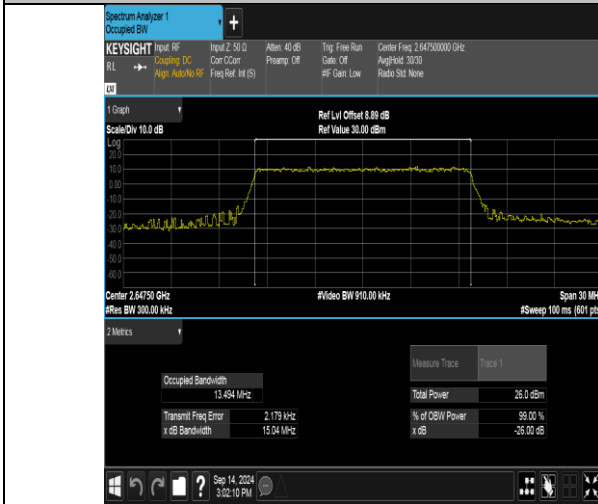 Spectrum Analyzer 1
Occupied BW
+
KEYSIGHT Input: RF Input Z: 50 Ω Atten: 40 dB Trig: Free Run Center Freq: 2.647500000 GHz
RL Coupling: DC Corr CCorr Preamp: Off Gate: Off Avg|Hold: 30/30
Align: Auto/No RF Freq Ref: Int (S) #IF Gain: Low Radio Std: None
LXI
1 Graph
Ref Lvl Offset 8.89 dB
Scale/Div 10.0 dB Ref Value 30.00 dBm
Log
20.0
10.0
0.00
-10.0
-20.0
-30.0
-40.0
-50.0
-60.0
Center 2.64750 GHz #Video BW 910.00 kHz Span 30 MH
#Res BW 300.00 kHz #Sweep 100 ms (601 pts
2 Metrics
Measure Trace Trace 1
Occupied Bandwidth
13.494 MHz
Total Power 26.0 dBm
Transmit Freq Error 2.179 kHz % of OBW Power 99.00 %
x dB Bandwidth 15.04 MHz x dB -26.00 dB
? Sep 14, 2024
3:02:10 PM